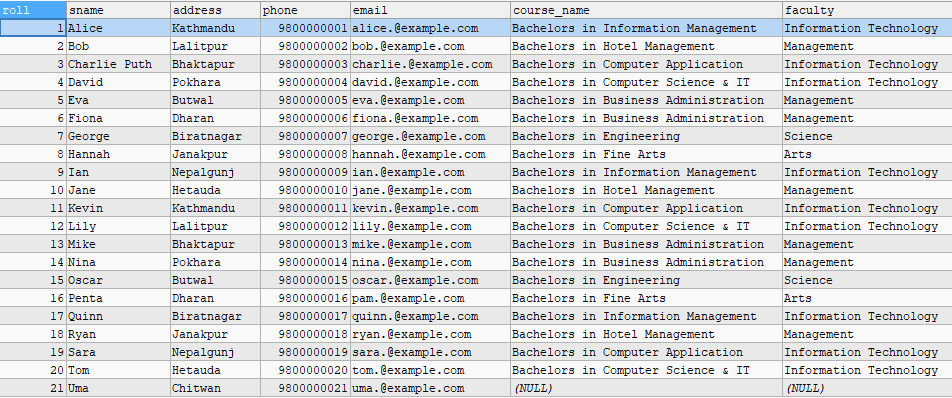 roll sname address phone email course_name faculty
1 Alice Kathmandu 9800000001 alice.@example.com Bachelors in Information Management Information Technology
2 Bob Lalitpur 9800000002 bob.@example.com Bachelors in Hotel Management Management
3 Charlie Puth Bhaktapur 9800000003 charlie.@example.com Bachelors in Computer Application Information Technology
4 David Pokhara 9800000004 david.@example.com Bachelors in Computer Science & IT Information Technology
5 Eva Butwal 9800000005 eva.@example.com Bachelors in Business Administration Management
6 Fiona Dharan 9800000006 fiona.@example.com Bachelors in Business Administration Management
7 George Biratnagar 9800000007 george.@example.com Bachelors in Engineering Science
8 Hannah Janakpur 9800000008 hannah.@example.com Bachelors in Fine Arts Arts
9 Ian Nepalgunj 9800000009 ian.@example.com Bachelors in Information Management Information Technology
10 Jane Hetauda 9800000010 jane.@example.com Bachelors in Hotel Management Management
11 Kevin Kathmandu 9800000011 kevin.@example.com Bachelors in Computer Application Information Technology
12 Lily Lalitpur 9800000012 lily.@example.com Bachelors in Computer Science & IT Information Technology
13 Mike Bhaktapur 9800000013 mike.@example.com Bachelors in Business Administration Management
14 Nina Pokhara 9800000014 nina.@example.com Bachelors in Business Administration Management
15 Oscar Butwal 9800000015 oscar.@example.com Bachelors in Engineering Science
16 Penta Dharan 9800000016 pam.@example.com Bachelors in Fine Arts Arts
17 Quinn Biratnagar 9800000017 quinn.@example.com Bachelors in Information Management Information Technology
18 Ryan Janakpur 9800000018 ryan.@example.com Bachelors in Hotel Management Management
19 Sara Nepalgunj 9800000019 sara.@example.com Bachelors in Computer Application Information Technology
20 Tom Hetauda 9800000020 tom.@example.com Bachelors in Computer Science & IT Information Technology
21 Uma Chitwan 9800000021 uma.@example.com (NULL) (NULL)